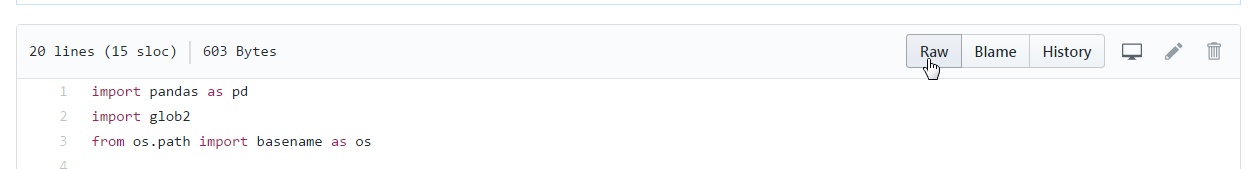 20 lines (15 sloc) 603 Bytes Raw Blame History
1 import pandas as pd
2 import glob2
3 from os.path import basename as os
4